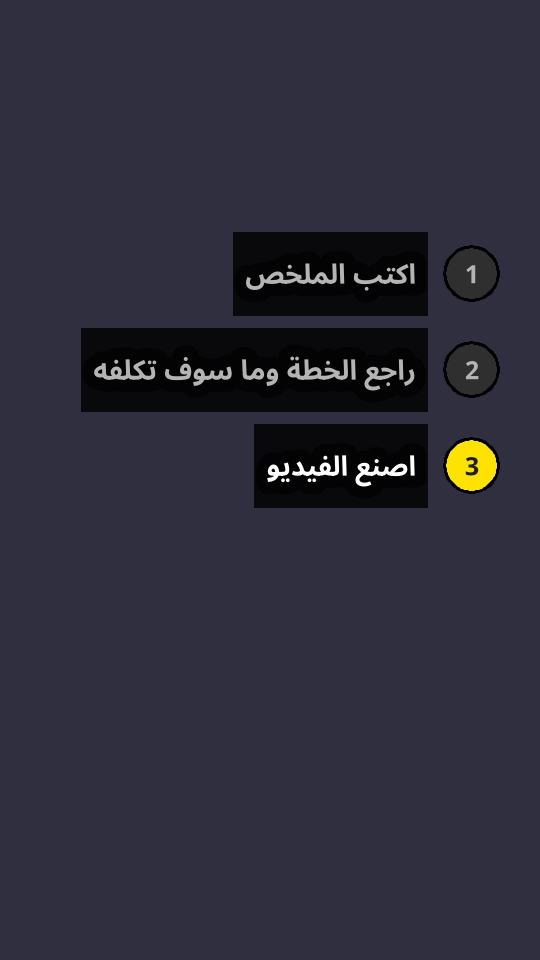 1 اكتب الملخص
2 راجع الخطة وما سوف تكلفه
3 اصنع الفيديو